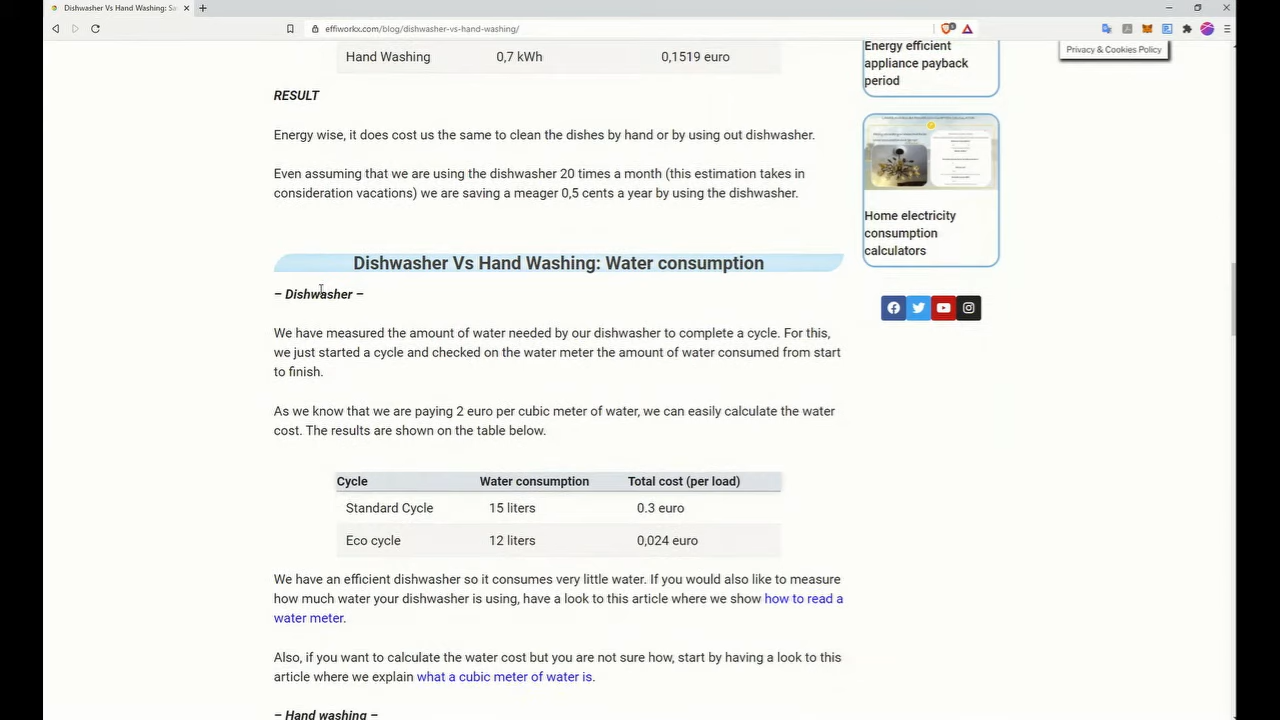 Dishwasher Vs Hand Washing: Sa
effiworkx.com/blog/dishwasher-vs-hand-washing/
Hand Washing 0,7 kWh 0,1519 euro
RESULT
Energy wise, it does cost us the same to clean the dishes by hand or by using out dishwasher.
Even assuming that we are using the dishwasher 20 times a month (this estimation takes in
consideration vacations) we are saving a meager 0,5 cents a year by using the dishwasher.
Dishwasher Vs Hand Washing: Water consumption
– Dishwasher –
We have measured the amount of water needed by our dishwasher to complete a cycle. For this,
we just started a cycle and checked on the water meter the amount of water consumed from start
to finish.
As we know that we are paying 2 euro per cubic meter of water, we can easily calculate the water
cost. The results are shown on the table below.
Cycle Water consumption Total cost (per load)
Standard Cycle 15 liters 0.3 euro
Eco cycle 12 liters 0,024 euro
We have an efficient dishwasher so it consumes very little water. If you would also like to measure
how much water your dishwasher is using, have a look to this article where we show how to read a
water meter.
Also, if you want to calculate the water cost but you are not sure how, start by having a look to this
article where we explain what a cubic meter of water is.
– Hand washing –
Energy efficient
appliance payback
period
Home electricity
consumption
calculators
Privacy & Cookies Policy